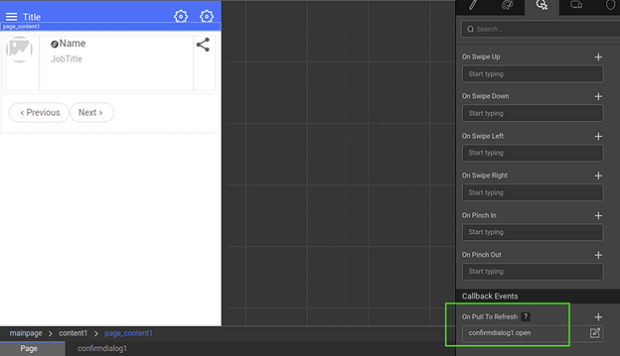 Title
page_content1
Name
JobTitle
‹ Previous
Next ›
mainpage > content1 > page_content1
Page
confirmdialog1
Search...
On Swipe Up +
Start typing
On Swipe Down +
Start typing
On Swipe Left +
Start typing
On Swipe Right +
Start typing
On Pinch In +
Start typing
On Pinch Out +
Start typing
Callback Events
On Pull To Refresh ? +
confirmdialog1.open